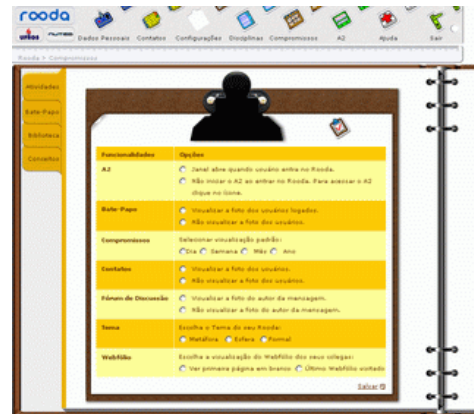 rooda
UFRGS NUTED
Dados Pessoais Contatos Configurações Disciplinas Compromissos A2 Ajuda Sair
Rooda > Compromissos
Atividades
Bate-Papo
Biblioteca
Conceitos
Funcionalidades Opções
A2 Janel abre quando usuário entra no Rooda.
Não iniciar o A2 ao entrar no Rooda. Para acessar o A2
clique no ícone.
Bate-Papo Visualizar a foto dos usuários logados.
Não visualizar a foto dos usuários.
Compromissos Selecionar visualização padrão:
Dia Semana Mês Ano
Contatos Visualizar a foto dos usuários.
Não visualizar a foto dos usuários.
Fórum de Discussão Visualizar a foto do autor da mensagem.
Não visualizar a foto do autor da mensagem.
Tema Escolha o Tema do seu Rooda:
Metáfora Esfera Formal
Webfólio Escolha a visualização do Webfólio dos seus colegas:
Ver primeira página em branco Último Webfólio visitado
Salvar